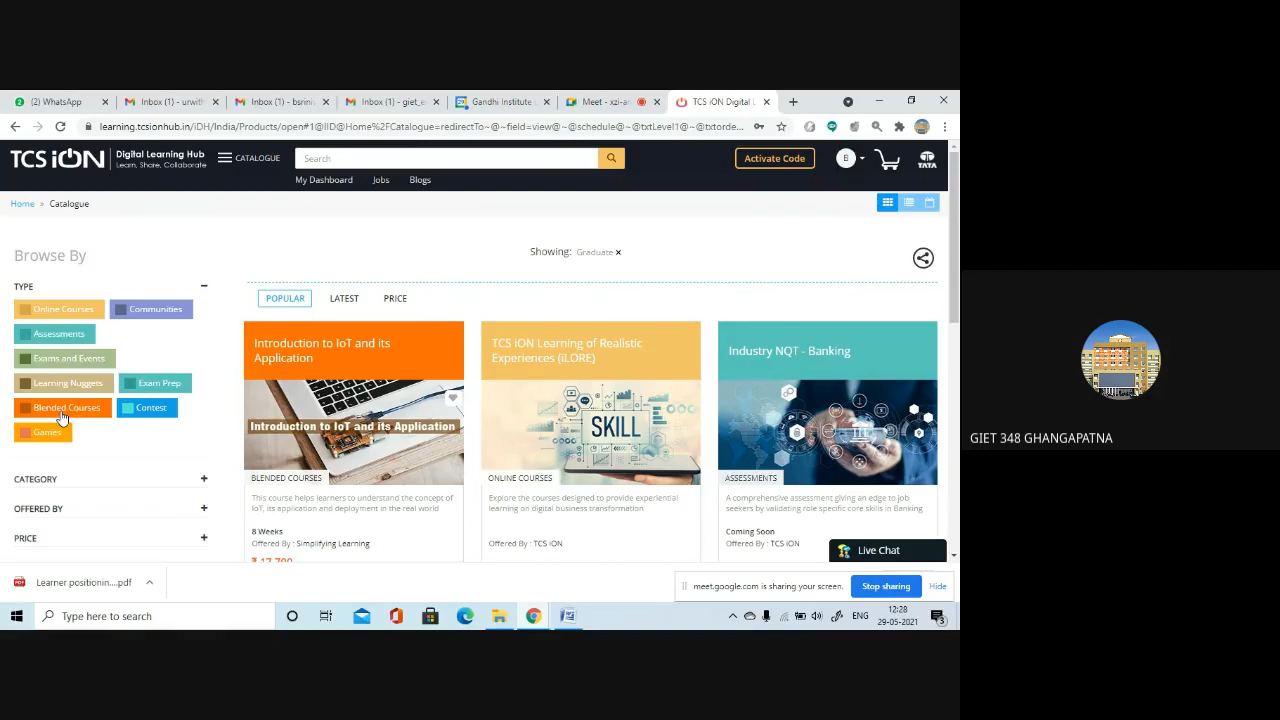 (2) WhatsApp
Inbox (1) - urwith
Inbox (1) - bsrini
Inbox (1) - giet_e
Gandhi Institute
Meet - xzi-a
TCS iON Digital L
learning.tcsionhub.in/iDH/India/Products/open#1@IID@Home%2FCatalogue=redirectTo~@~field=view@~@schedule@~@txtLevel1@~@txtorde...
TCS iON
Digital Learning Hub
Learn, Share, Collaborate
CATALOGUE
Search
Activate Code
B
TATA
My Dashboard Jobs Blogs
Home » Catalogue
Browse By
Showing: Graduate ×
TYPE
Online Courses
Communities
Assessments
Exams and Events
Learning Nuggets
Exam Prep
Blended Courses
Contest
Games
CATEGORY +
OFFERED BY +
PRICE +
POPULAR LATEST PRICE
Introduction to IoT and its
Application
Introduction to IoT and its Application
BLENDED COURSES
This course helps learners to understand the concept of
IoT, its application and deployment in the real world
8 Weeks
Offered By : Simplifying Learning
TCS iON Learning of Realistic
Experiences (iLORE)
SKILL
ONLINE COURSES
Explore the courses designed to provide experiential
learning on digital business transformation
Offered By : TCS iON
Industry NQT - Banking
ASSESSMENTS
A comprehensive assessment giving an edge to job
seekers by validating role specific core skills in Banking
Coming Soon
Offered By : TCS iON
Live Chat
GIET 348 GHANGAPATNA
Learner positionin....pdf
meet.google.com is sharing your screen.
Stop sharing
Hide
Type here to search
ENG
12:28
29-05-2021
3